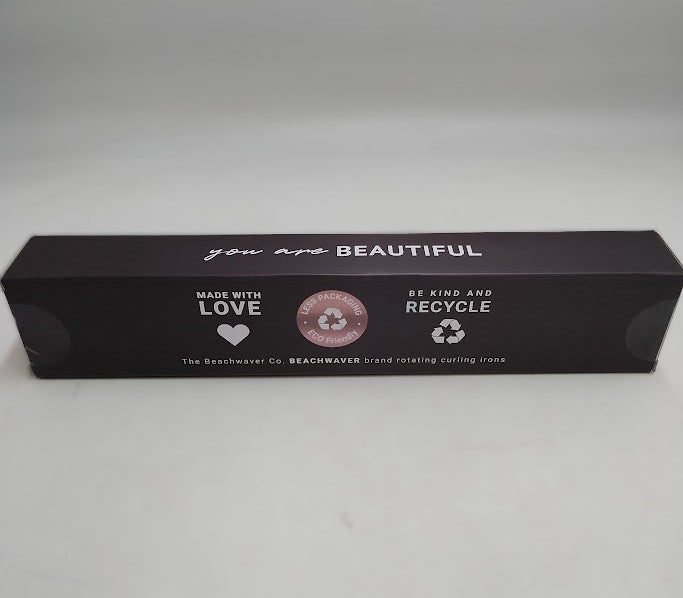 you are BEAUTIFUL
MADE WITH
LOVE
LESS PACKAGING
ECO Friendly
BE KIND AND
RECYCLE
The Beachwaver Co. BEACHWAVER brand rotating curling irons